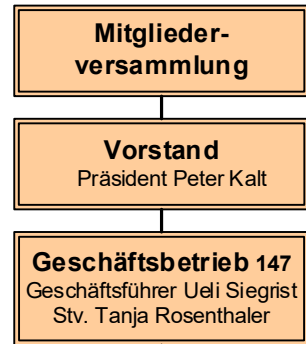 Mitglieder-
versammlung
Vorstand
Präsident Peter Kalt
Geschäftsbetrieb 147
Geschäftsführer Ueli Siegrist
Stv. Tanja Rosenthaler